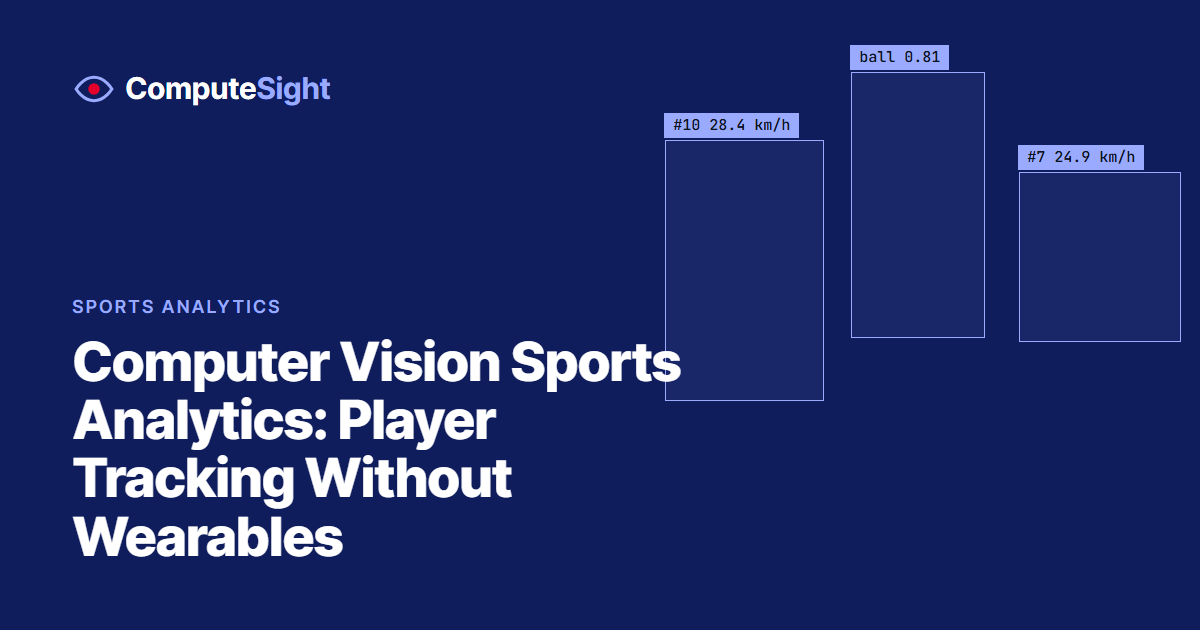 ComputeSight
ball 0.81
#10 28.4 km/h
#7 24.9 km/h
SPORTS ANALYTICS
Computer Vision Sports
Analytics: Player
Tracking Without
Wearables